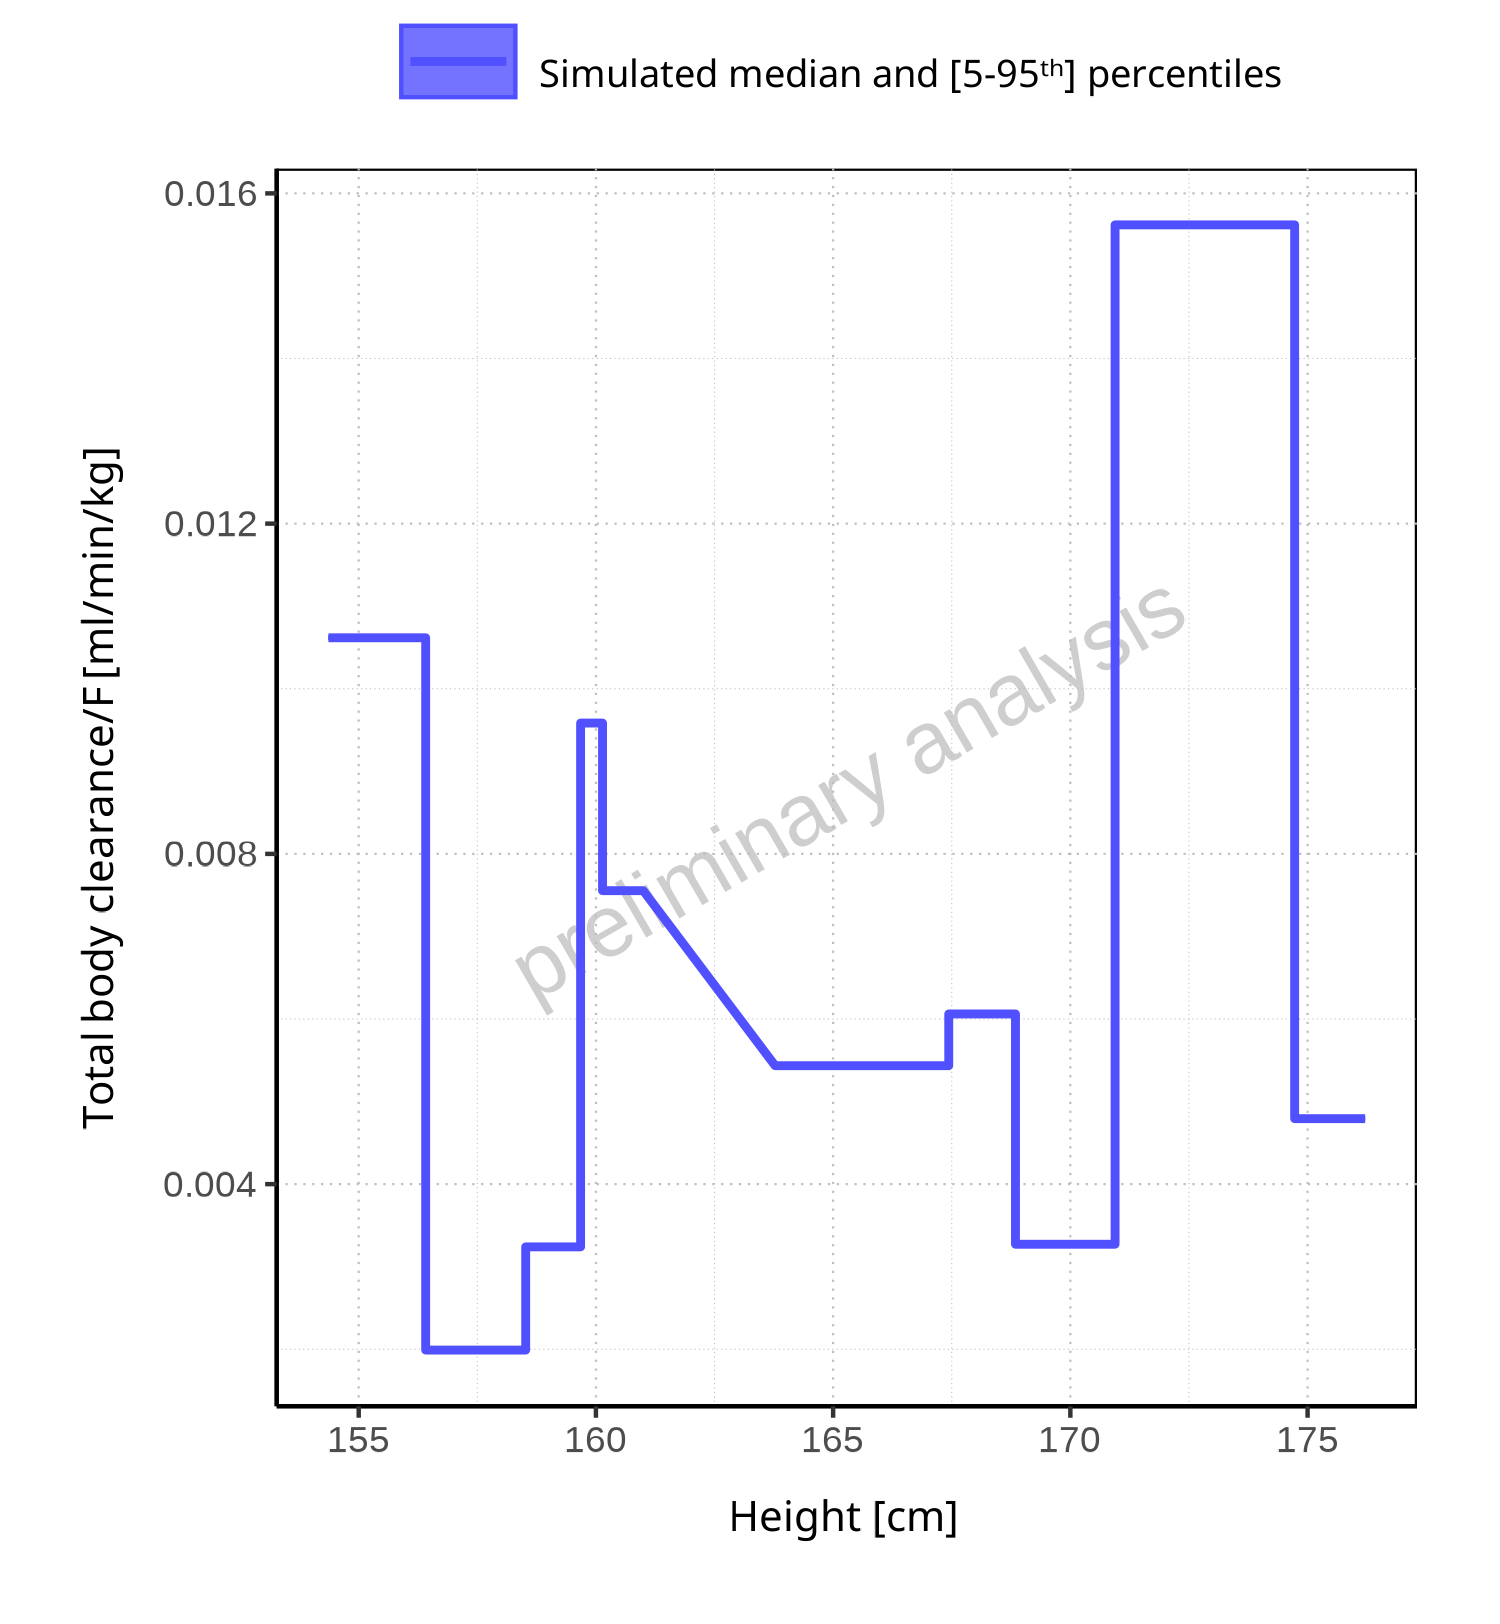 Simulated median and [5-95ᵗʰ] percentiles
0.016
0.012
0.008
0.004
Total body clearance/F [ml/min/kg]
preliminary analysis
155 160 165 170 175
Height [cm]